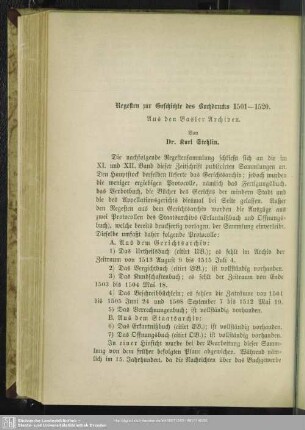 Regesten zur Geschichte des Buchdrucks 1501—1520.
Aus den Basler Archiven.
Von
Dr. Karl Stehlin.
Die nachfolgende Regestensammlung schließt sich an die im
XI. und XII. Band dieser Zeitschrift publizirten Sammlungen an.
Den Hauptstock derselben lieferte das Gerichtsarchiv; jedoch wurden
die weniger ergiebigen Protocolle, nämlich das Fertigungsbuch,
das Verbotbuch, die Bücher des Gerichts der mindern Stadt und
die des Appellationsgerichts diesmal bei Seite gelassen. Ausser
den Regesten aus dem Gerichtsarchiv wurden die Auszüge aus
zwei Protocollen des Staatsarchivs (Erkanntnißbuch und Öffnungs-
buch), welche bereits druckfertig vorlagen, der Sammlung einverleibt.
Dieselbe umfaßt daher folgende Protocolle:
A. Aus dem Gerichtsarchiv:
1) Das Urtheilsbuch (citirt UB.); es fehlt im Archiv der
Zeitraum von 1513 August 9 bis 1515 Juli 4.
2) Das Vergichtbuch (citirt VB.); ist vollständig vorhanden.
3) Das Kundschaftenbuch; es fehlt der Zeitraum von Ende
1503 bis 1504 Mai 18.
4) Das Beschreibbüchlein; es fehlen die Zeiträume von 1504
bis 1505 Juni 24 und 1508 September 7 bis 1512 Mai 10.
5) Das Verrechnungenbuch; ist vollständig vorhanden.
B. Aus dem Staatsarchiv:
6) Das Erkanntnißbuch (citirt EB.); ist vollständig vorhanden.
7) Das Öffnungsbuch (citirt ÖB.); ist vollständig vorhanden.
In einer Hinsicht wurde bei der Bearbeitung dieser Samm-
lung von dem früher befolgten Plane abgewichen. Während näm-
lich im 15. Jahrhundert, da die Nachrichten über das Buchgewerbe